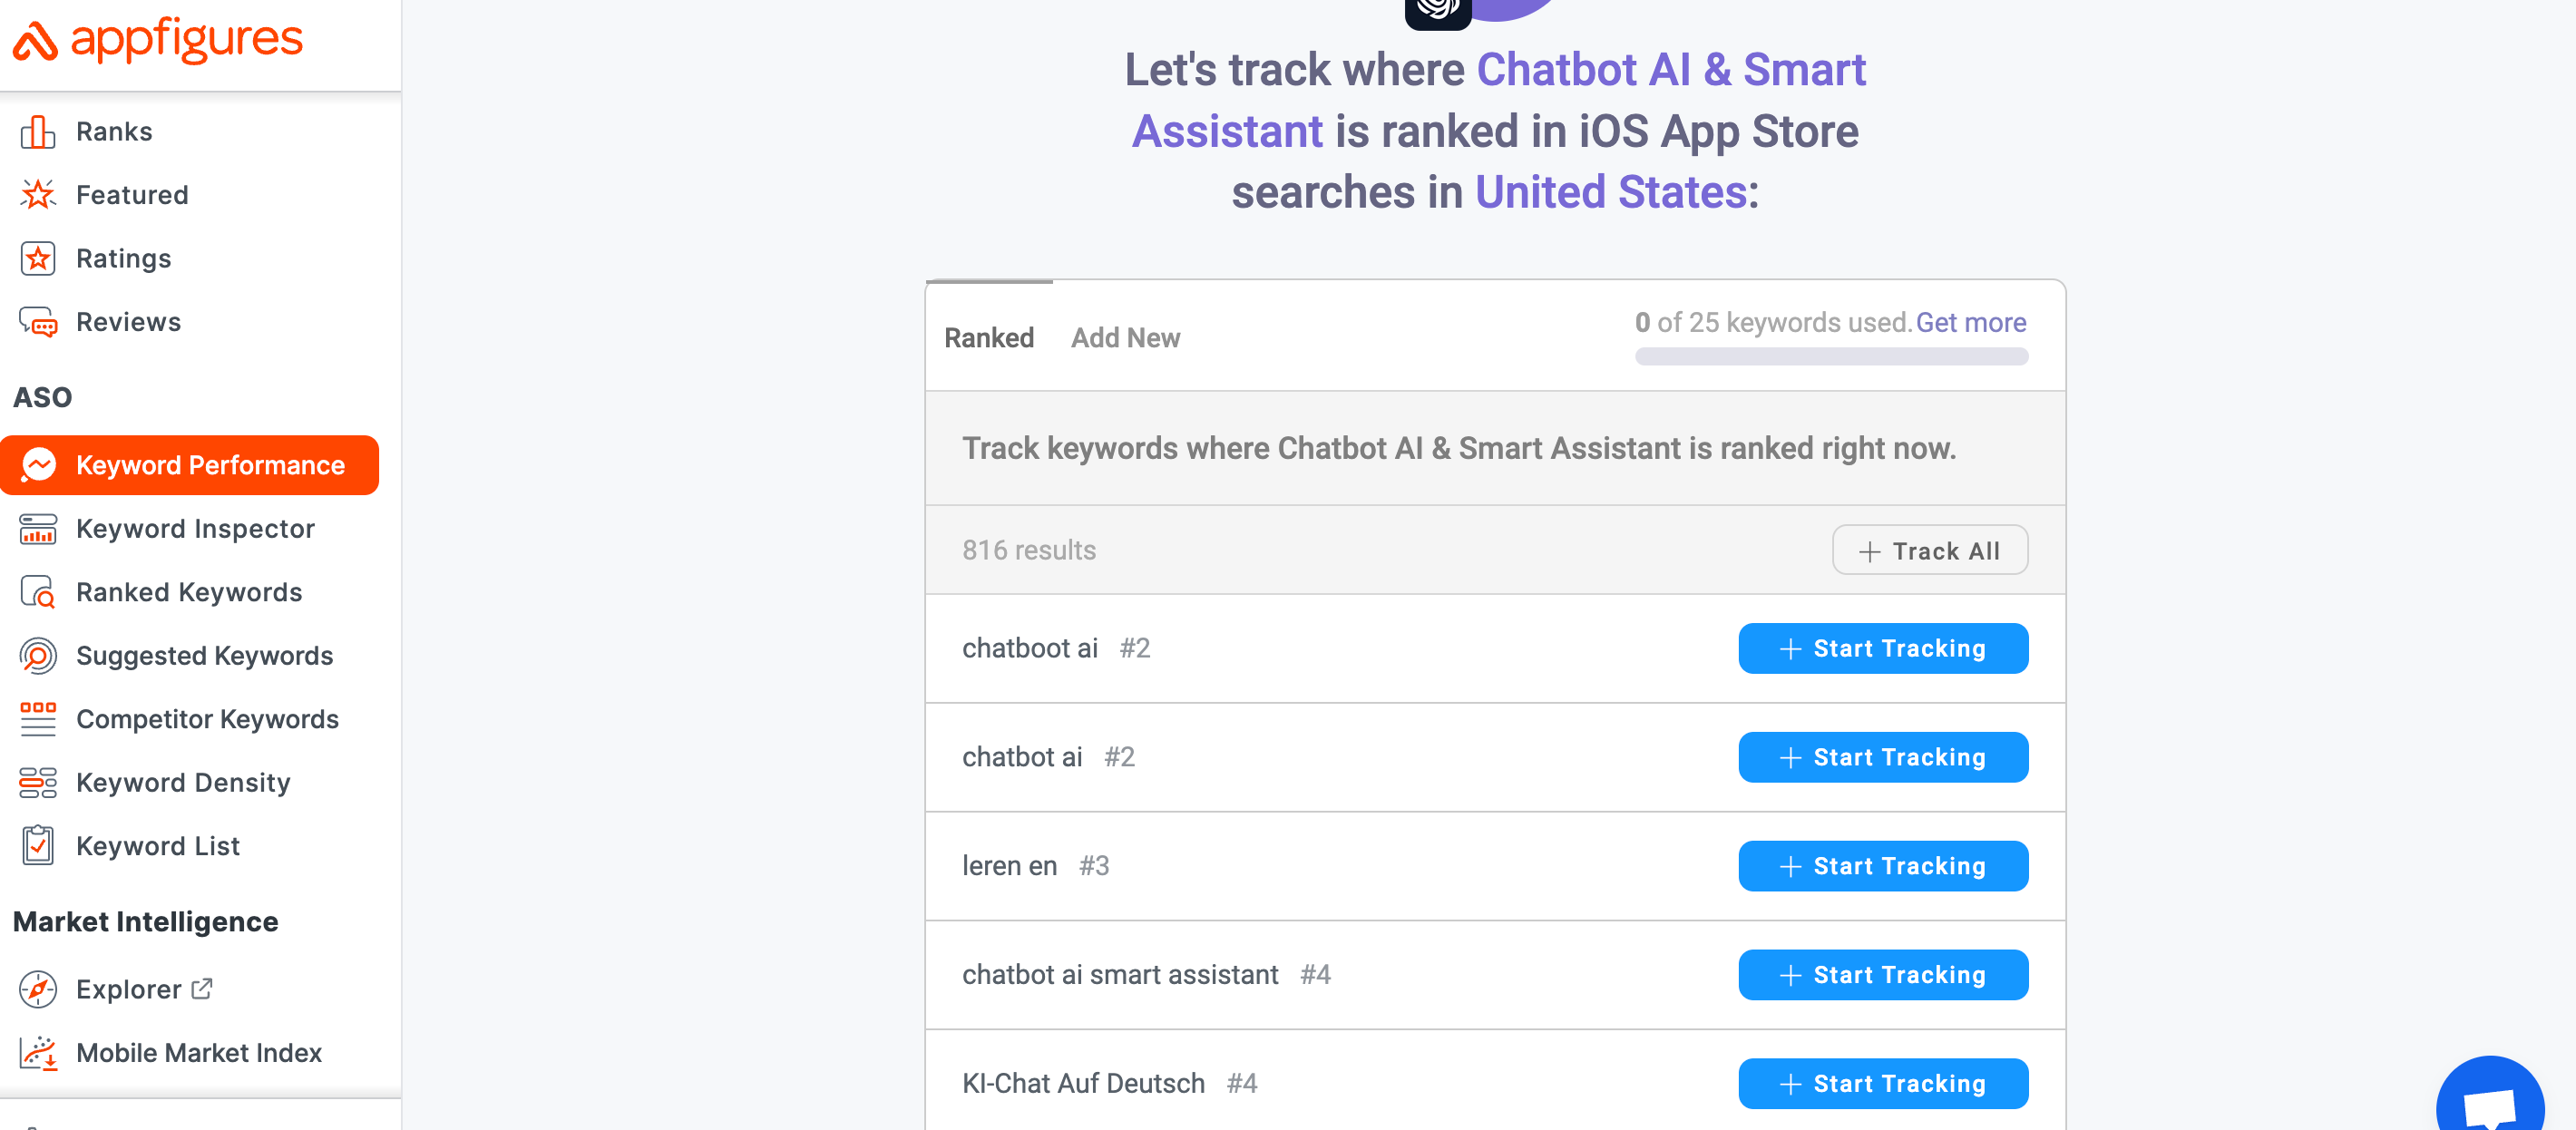 appfigures
Ranks
Featured
Ratings
Reviews
ASO
Keyword Performance
Keyword Inspector
Ranked Keywords
Suggested Keywords
Competitor Keywords
Keyword Density
Keyword List
Market Intelligence
Explorer
Mobile Market Index
Let's track where Chatbot AI & Smart
Assistant is ranked in iOS App Store
searches in United States:
Ranked Add New
0 of 25 keywords used. Get more
Track keywords where Chatbot AI & Smart Assistant is ranked right now.
816 results
+ Track All
chatboot ai #2
+ Start Tracking
chatbot ai #2
+ Start Tracking
leren en #3
+ Start Tracking
chatbot ai smart assistant #4
+ Start Tracking
KI-Chat Auf Deutsch #4
+ Start Tracking